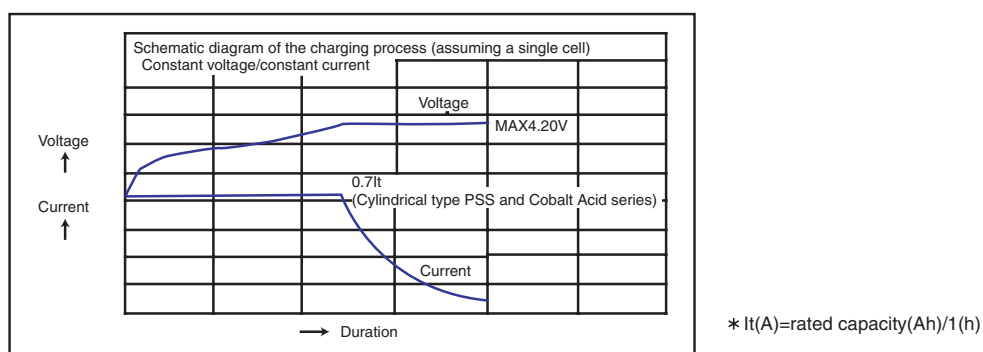 Schematic diagram of the charging process (assuming a single cell)
Constant voltage/constant current
Voltage
MAX4.20V
Voltage
0.7It
(Cylindrical type PSS and Cobalt Acid series)
Current
Current
Duration
* It(A)=rated capacity(Ah)/1(h)